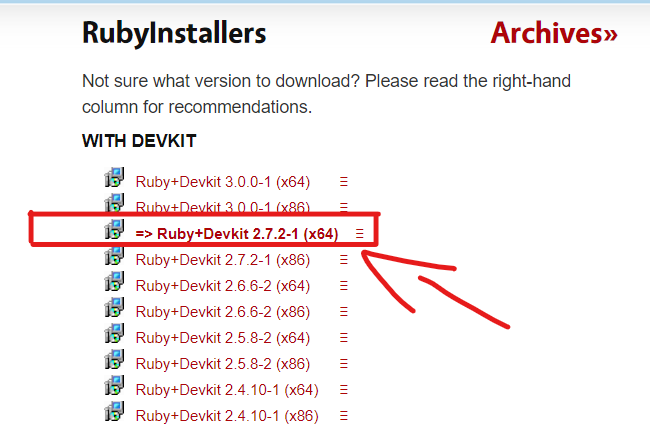 RubyInstallers Archives»
Not sure what version to download? Please read the right-hand
column for recommendations.
WITH DEVKIT
Ruby+Devkit 3.0.0-1 (x64)
Ruby+Devkit 3.0.0-1 (x86)
=> Ruby+Devkit 2.7.2-1 (x64)
Ruby+Devkit 2.7.2-1 (x86)
Ruby+Devkit 2.6.6-2 (x64)
Ruby+Devkit 2.6.6-2 (x86)
Ruby+Devkit 2.5.8-2 (x64)
Ruby+Devkit 2.5.8-2 (x86)
Ruby+Devkit 2.4.10-1 (x64)
Ruby+Devkit 2.4.10-1 (x86)